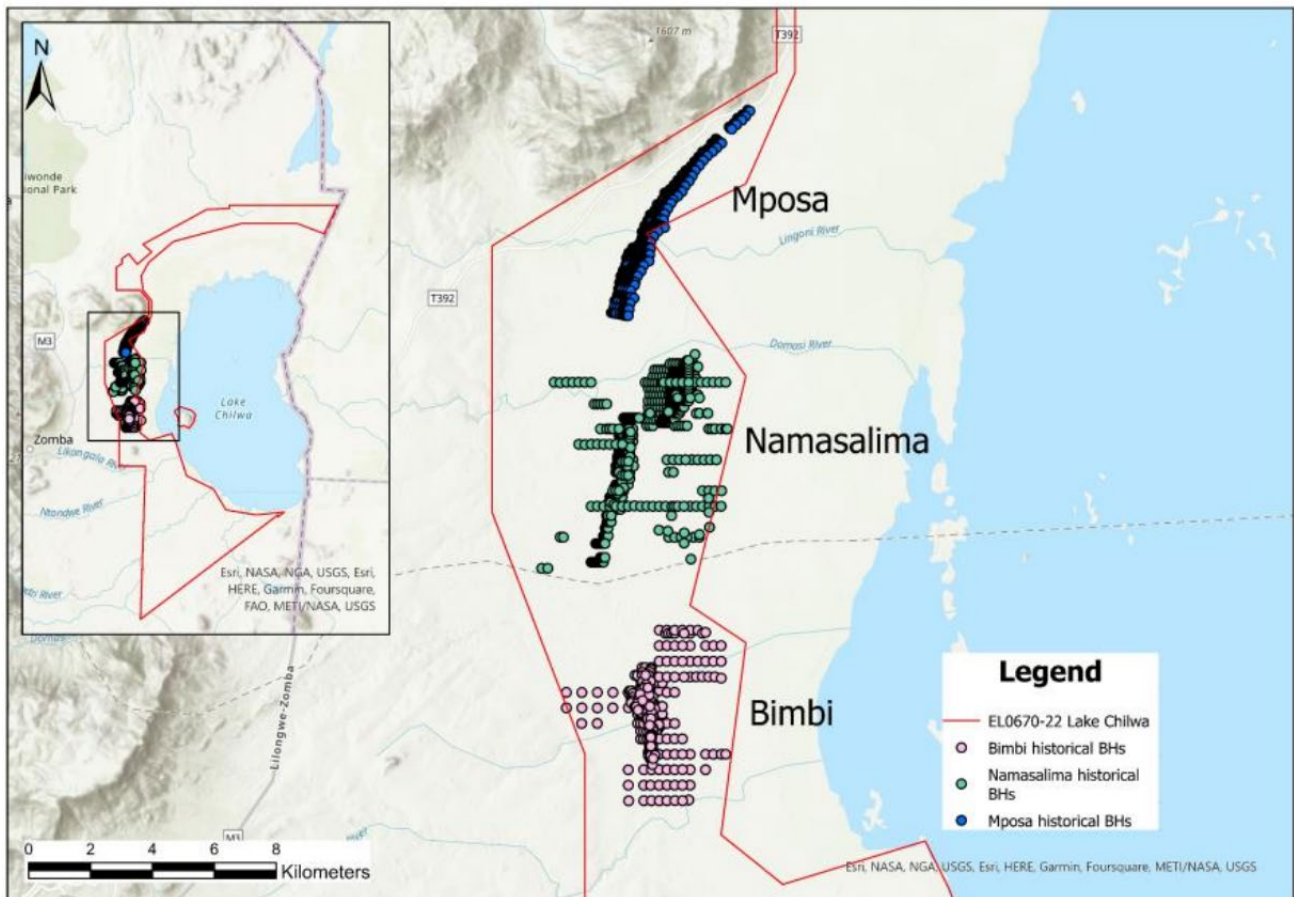 N
iwonde
ional Park
M3
Zomba
Likangala River
Ntondwe River
Lake
Chilwa
Esri, NASA, NGA, USGS, Esri,
HERE, Garmin, Foursquare,
FAO, METI/NASA, USGS
Lilongwe-Zomba
M3
0 2 4 6 8
Kilometers
1607 m
T392
T392
Mposa
Lingoni River
Domasi River
Namasalima
Bimbi
Legend
EL0670-22 Lake Chilwa
Bimbi historical BHs
Namasalima historical
BHs
Mposa historical BHs
Esri, NASA, NGA, USGS, Esri, HERE, Garmin, Foursquare, METI/NASA, USGS